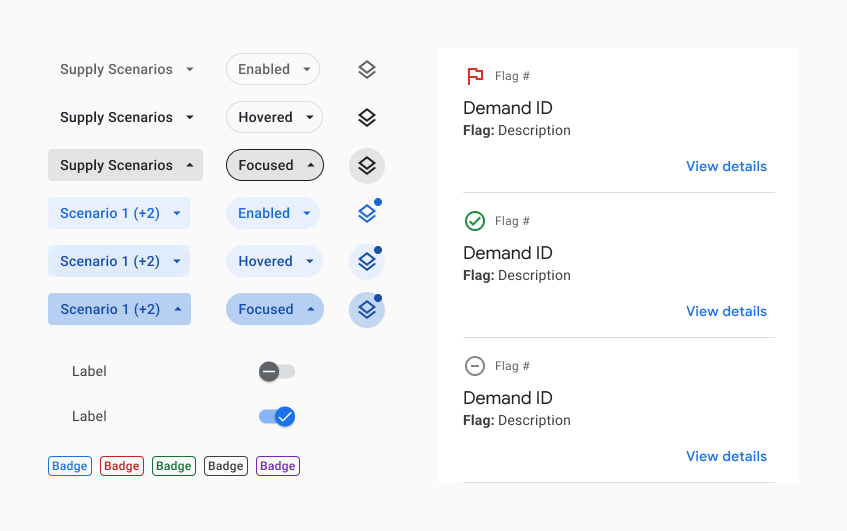 Supply Scenarios Enabled
Supply Scenarios Hovered
Supply Scenarios Focused
Scenario 1 (+2) Enabled
Scenario 1 (+2) Hovered
Scenario 1 (+2) Focused
Label
Label
Badge Badge Badge Badge Badge
Flag #
Demand ID
Flag: Description
View details
Flag #
Demand ID
Flag: Description
View details
Flag #
Demand ID
Flag: Description
View details